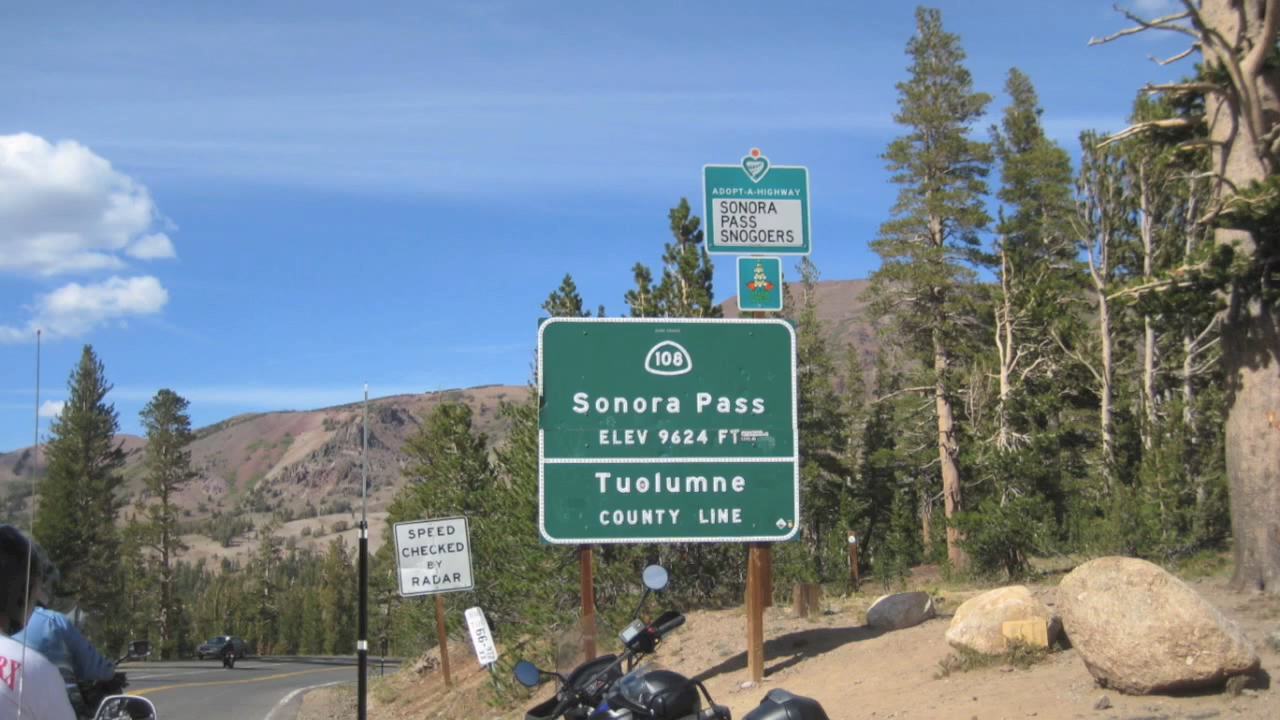 ADOPT-A-HIGHWAY
SONORA
PASS
SNOGOERS
108
Sonora Pass
ELEV 9624 FT
Tuolumne
COUNTY LINE
SPEED
CHECKED
BY
RADAR